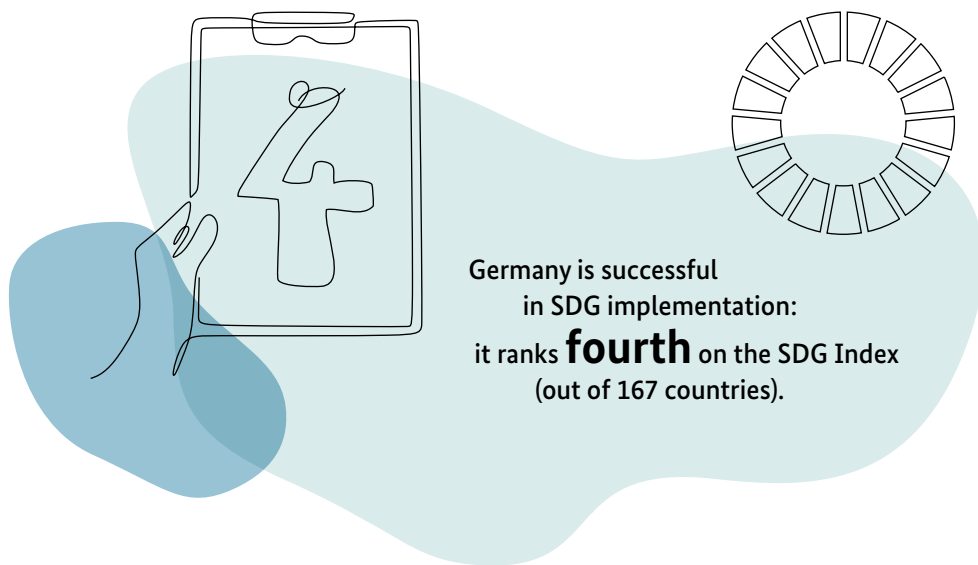 4
Germany is successful
in SDG implementation:
it ranks fourth on the SDG Index
(out of 167 countries).